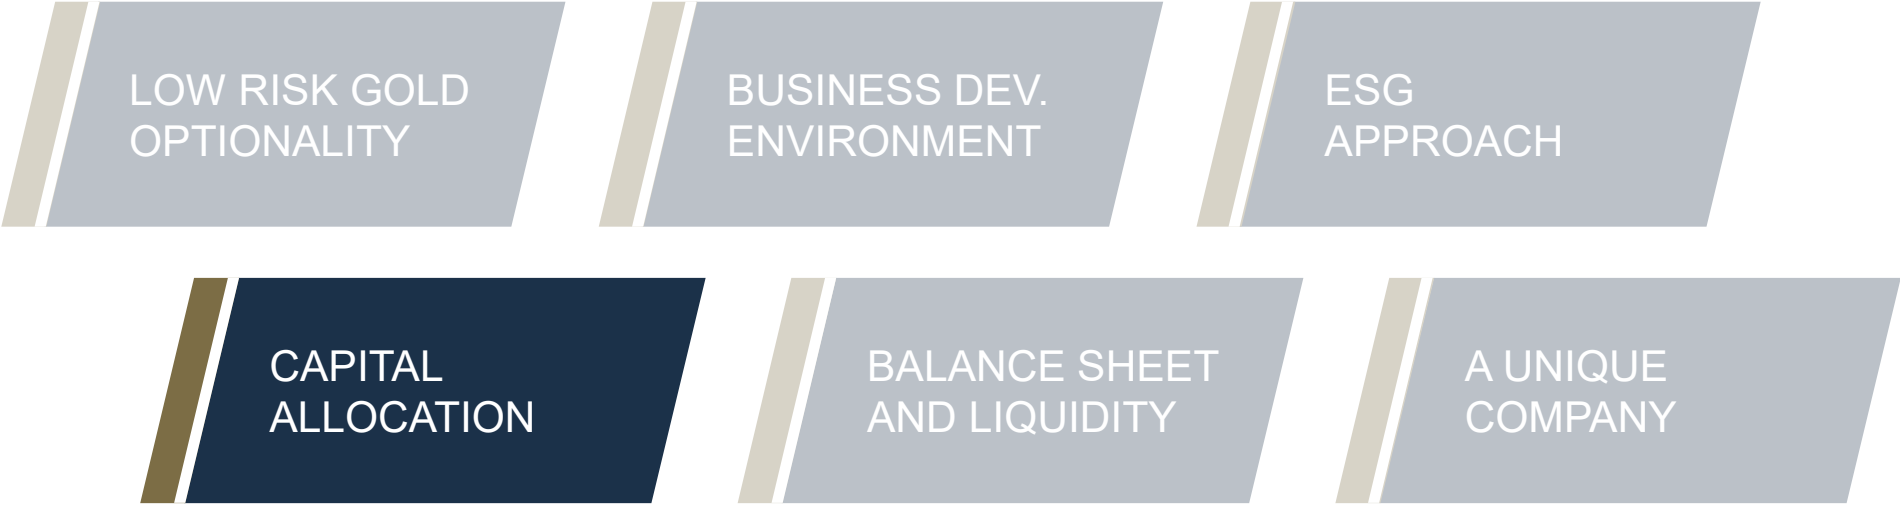 LOW RISK GOLD
OPTIONALITY
BUSINESS DEV.
ENVIRONMENT
ESG
APPROACH
CAPITAL
ALLOCATION
BALANCE SHEET
AND LIQUIDITY
A UNIQUE
COMPANY